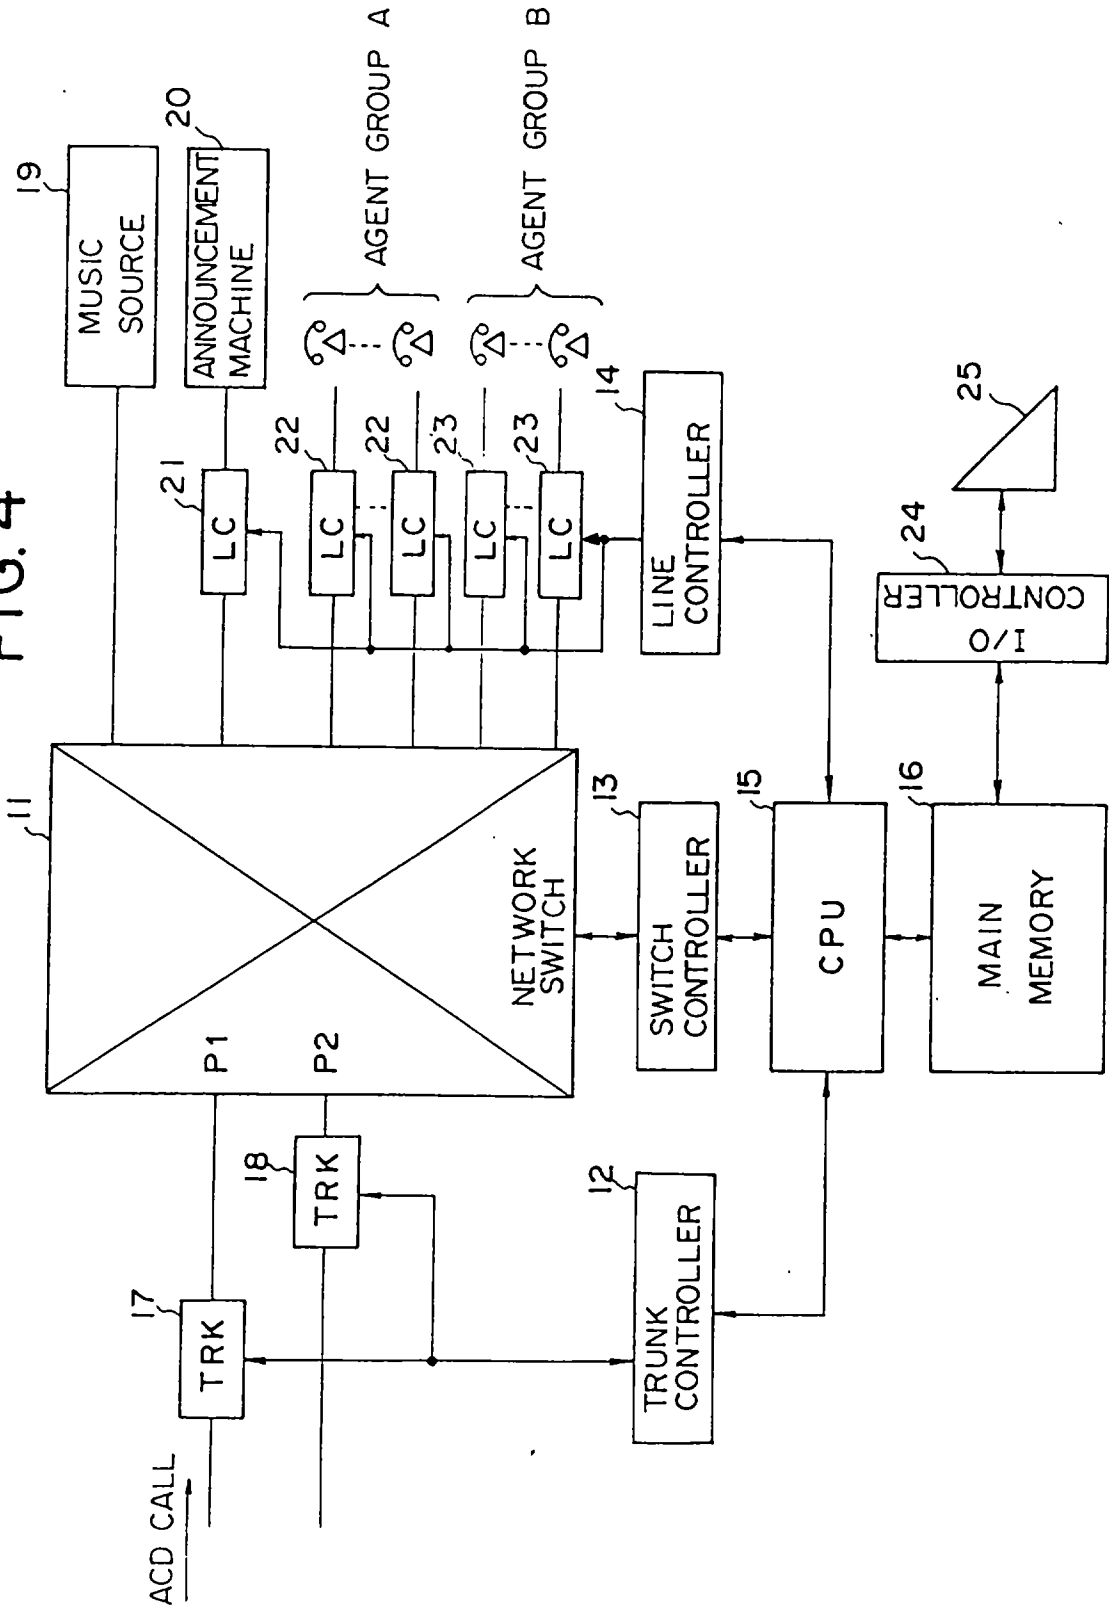 FIG. 4
19
MUSIC
SOURCE
20
ANNOUNCEMENT
MACHINE
AGENT GROUP A
AGENT GROUP B
21
LC
22
LC
22
LC
23
LC
23
LC
14
LINE
CONTROLLER
25
24
I/O
CONTROLLER
11
P1
P2
NETWORK
SWITCH
13
SWITCH
CONTROLLER
15
CPU
16
MAIN
MEMORY
18
TRK
17
TRK
12
TRUNK
CONTROLLER
ACD CALL